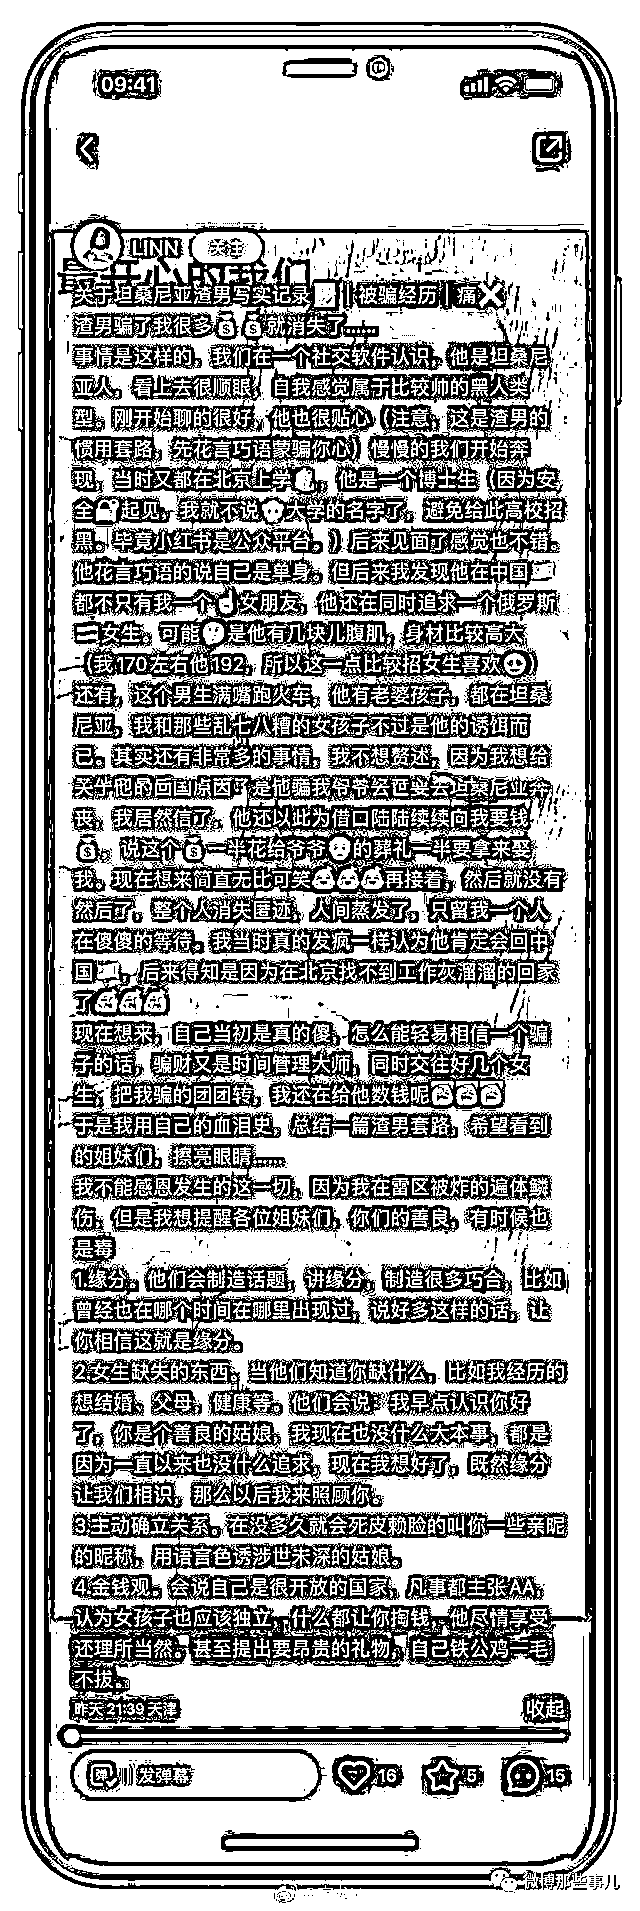 09:41
LINN 关注
最开心的我们
关于坦桑尼亚渣男写实记录 | 被骗经历 | 痛❌
渣男骗了我很多💰💰就消失了……
事情是这样的，我们在一个社交软件认识，他是坦桑尼
亚人，看上去很顺眼，自我感觉属于比较帅的黑人类
型，刚开始聊的很好，他也很贴心（注意，这是渣男的
惯用套路，先花言巧语蒙骗你心）慢慢的我们开始奔
现，当时又都在北京上学，他是一个博士生（因为安
全起见，我就不说大学的名字了，避免给此高校招
黑。毕竟小红书是公众平台。）后来见面了感觉也不错。
他花言巧语的说自己是单身。但后来我发现他在中国
都不只有我一个☝女朋友，他还在同时追求一个俄罗斯
女生，可能是他有几块儿腹肌，身材比较高大
（我170左右他192，所以这一点比较招女生喜欢）
还有，这个男生满嘴跑火车，他有老婆孩子，都在坦桑
尼亚，我和那些乱七八糟的女孩子不过是他的诱饵而
已。其实还有非常多的事情，我不想赘述，因为我想给
是他骗我爷爷去世要去坦桑尼亚奔
丧，我居然信了。他还以此为借口陆陆续续向我要钱
💰，说这个💰一半花给爷爷的葬礼一半要拿来娶
我。现在想来简直无比可笑再接着，然后就没有
然后了，整个人消失匿迹，人间蒸发了。只留我一个人
在傻傻的等待。我当时真的发疯一样认为他肯定会回中
国，后来得知是因为在北京找不到工作灰溜溜的回家
了
现在想来，自己当初是真的傻，怎么能轻易相信一个骗
子的话，骗财又是时间管理大师，同时交往好几个女
生，把我骗的团团转，我还在给他数钱呢
于是我用自己的血泪史，总结一篇渣男套路，希望看到
的姐妹们，擦亮眼睛……
我不能感恩发生的这一切，因为我在雷区被炸的遍体鳞
伤，但是我想提醒各位姐妹们，你们的善良，有时候也
是毒
1.缘分。他们会制造话题，讲缘分，制造很多巧合，比如
曾经也在哪个时间在哪里出现过，说好多这样的话，让
你相信这就是缘分。
2.女生缺失的东西。当他们知道你缺什么，比如我经历的
想结婚，父母，健康等。他们会说：我早点认识你好
了，你是个善良的姑娘，我现在也没什么大本事，都是
因为一直以来也没什么追求，现在我想好了，既然缘分
让我们相识，那么以后我来照顾你。
3.主动确立关系。在没多久就会死皮赖脸的叫你一些亲昵
的昵称，用语言色诱涉世未深的姑娘。
4.金钱观。会说自己是很开放的国家，凡事都主张AA，
认为女孩子也应该独立，什么都让你掏钱，他尽情享受
还理所当然。甚至提出要昂贵的礼物，自己铁公鸡一毛
不拔。
昨天 21:39 天津 收起
弹 发弹幕 16 5 15
微博那些事儿